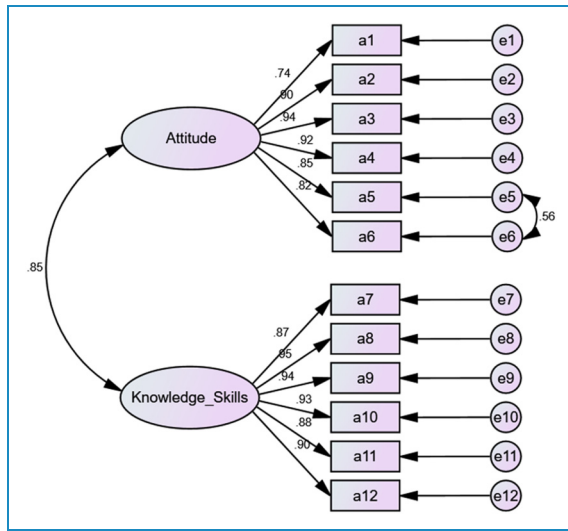 a1
e1
.74
a2
e2
.90
.94
a3
e3
Attitude
.92
a4
e4
.85
a5
e5
.82
.56
a6
e6
.85
a7
e7
.87
a8
e8
.95
.94
a9
e9
Knowledge_Skills
.93
a10
e10
.88
a11
e11
.90
a12
e12